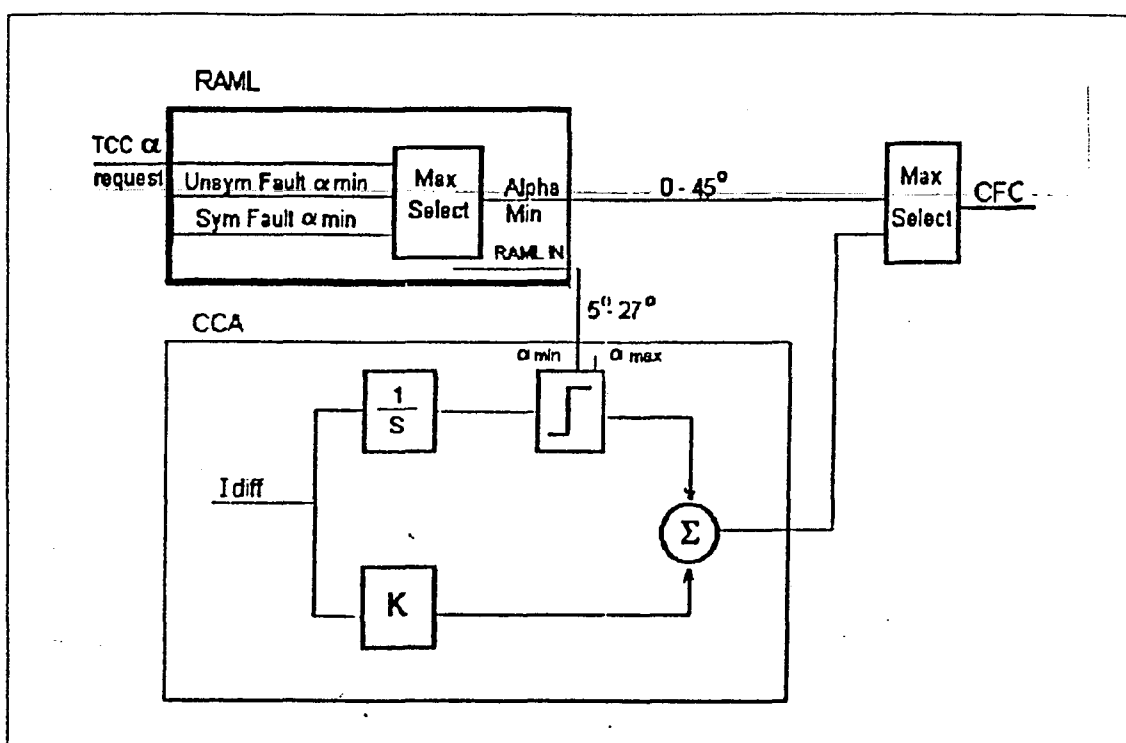 RAML
TCC α
request
Unsym Fault α min
Sym Fault α min
Max
Select
Alpha
Min
RAML IN
0 - 45°
Max
Select
CFC
5°- 27°
CCA
α min
α max
1
S
I diff
Σ
K